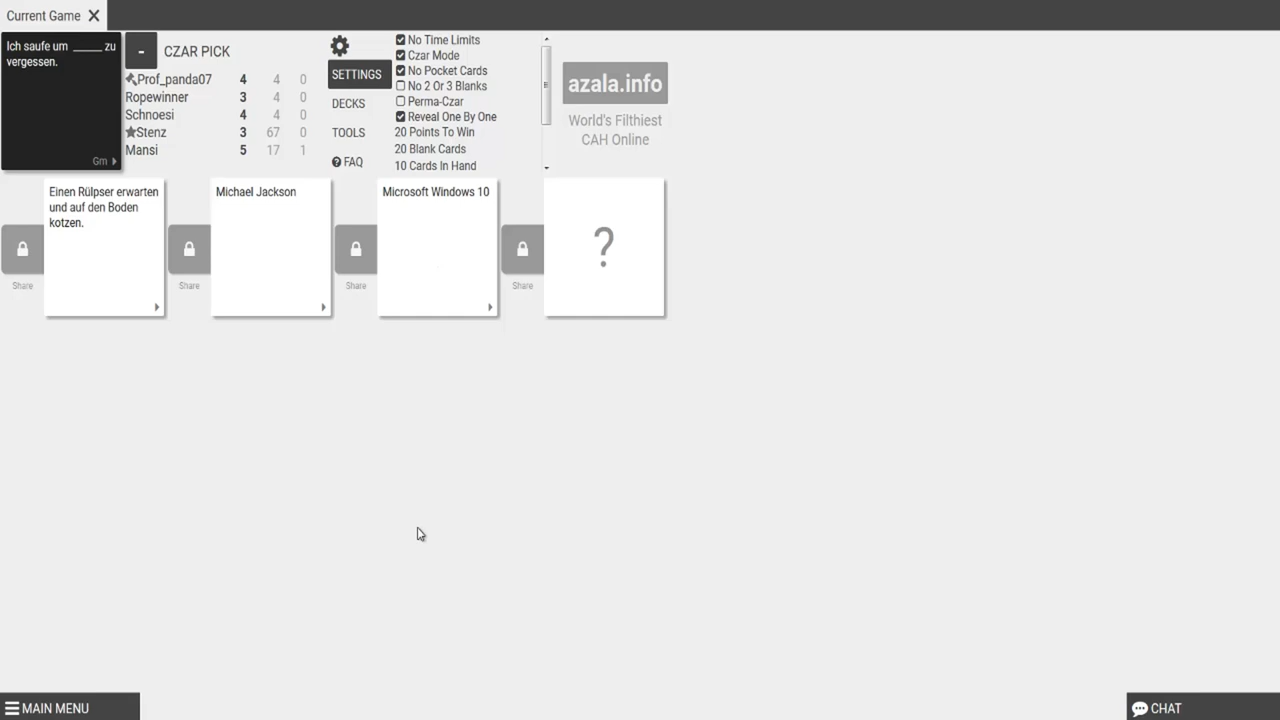 Current Game
Ich saufe um _____ zu
vergessen.
Gm
-
CZAR PICK
Prof_panda07 4 4 0
Ropewinner 3 4 0
Schnoesi 4 4 0
Stenz 3 67 0
Mansi 5 17 1
SETTINGS
DECKS
TOOLS
FAQ
No Time Limits
Czar Mode
No Pocket Cards
No 2 Or 3 Blanks
Perma-Czar
Reveal One By One
20 Points To Win
20 Blank Cards
10 Cards In Hand
azala.info
World's Filthiest
CAH Online
Share
Einen Rülpser erwarten
und auf den Boden
kotzen.
Share
Michael Jackson
Share
Microsoft Windows 10
Share
?
MAIN MENU
CHAT